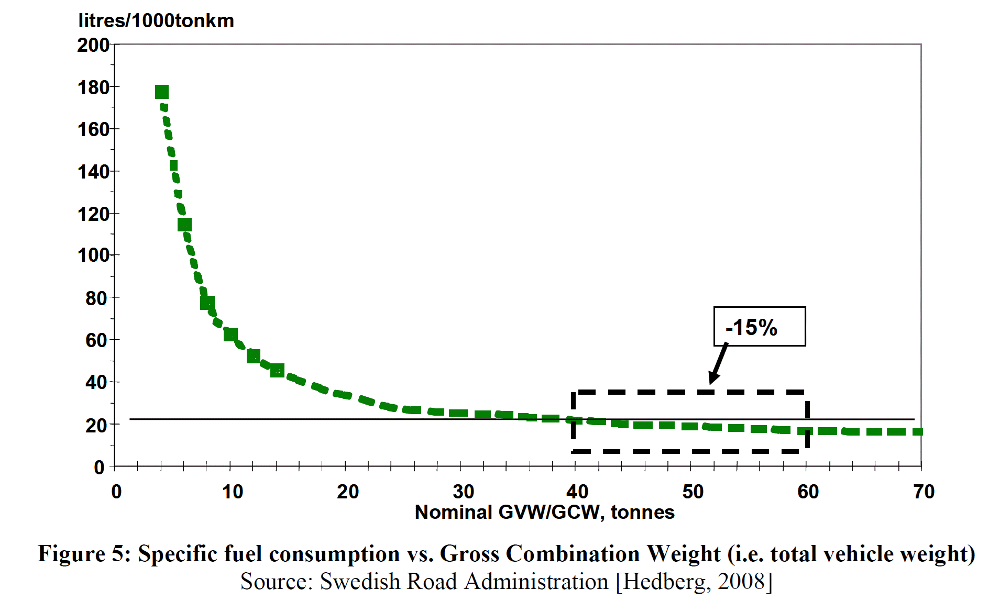 litres/1000tonkm
200
180
160
140
120
100
80
60
40
20
0
-15%
0 10 20 30 40 50 60 70
Nominal GVW/GCW, tonnes
Figure 5: Specific fuel consumption vs. Gross Combination Weight (i.e. total vehicle weight)
Source: Swedish Road Administration [Hedberg, 2008]